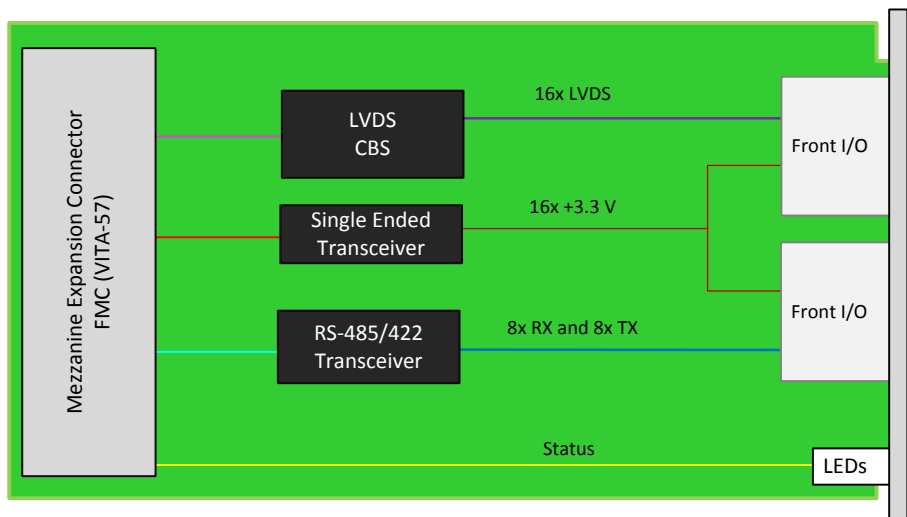 Mezzanine Expansion Connector
FMC (VITA-57)
LVDS
CBS
16x LVDS
Front I/O
Single Ended
Transceiver
16x +3.3 V
RS-485/422
Transceiver
8x RX and 8x TX
Front I/O
Status
LEDs